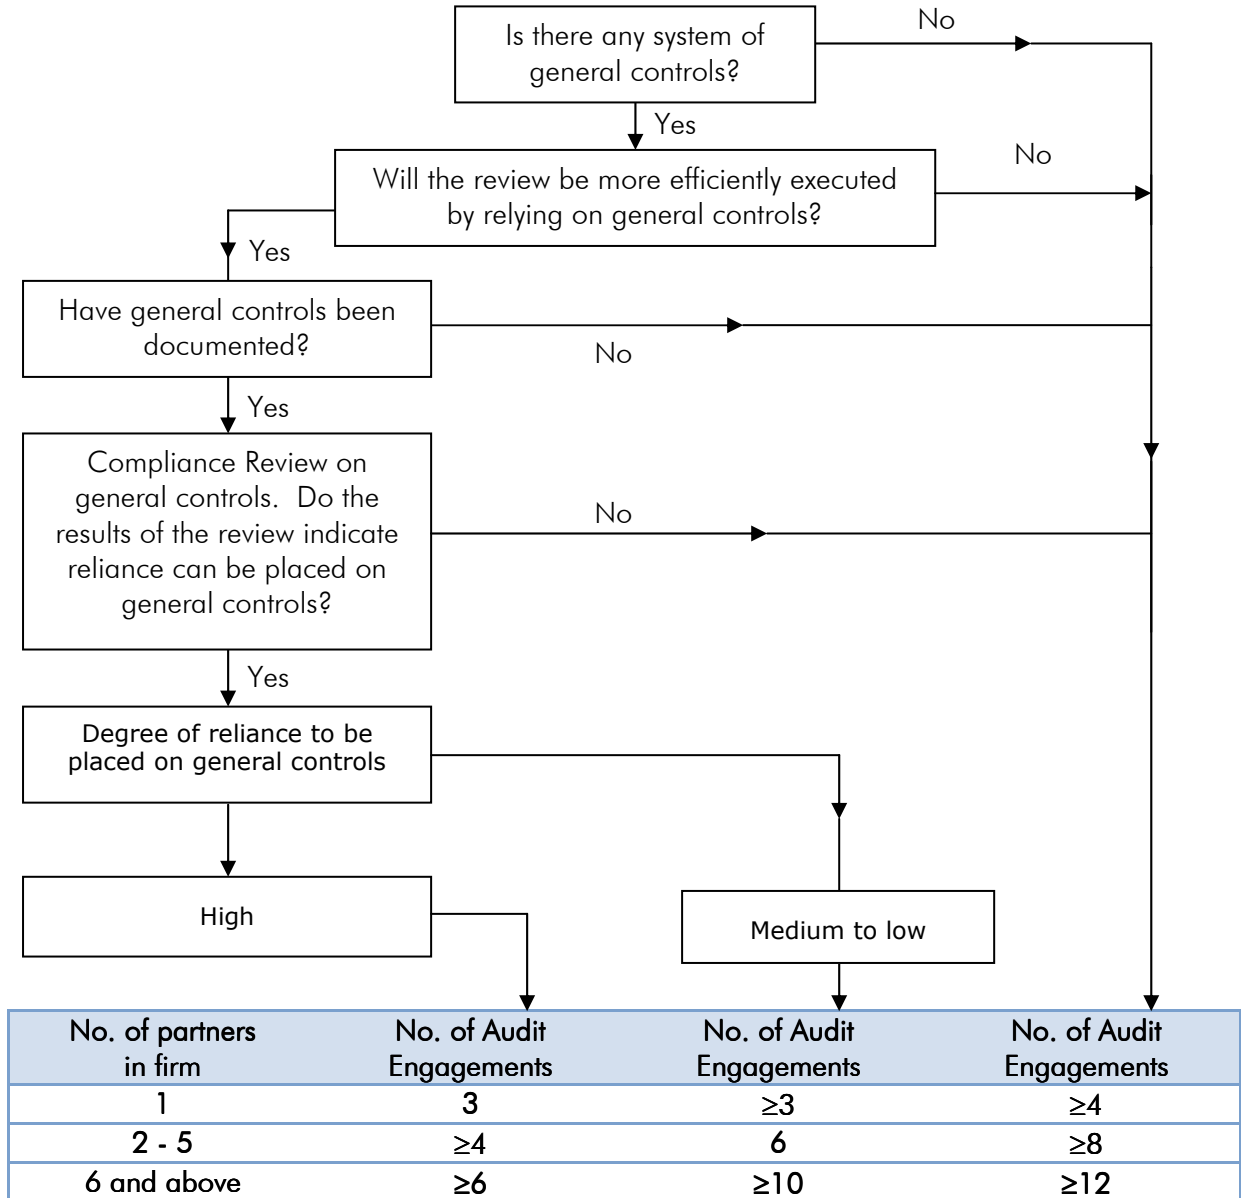 Is there any system of
general controls?
No
Yes
Will the review be more efficiently executed
by relying on general controls?
No
Yes
Have general controls been
documented?
No
Yes
Compliance Review on
general controls.  Do the
results of the review indicate
reliance can be placed on
general controls?
No
Yes
Degree of reliance to be
placed on general controls
High
Medium to low
No. of partners
in firm
No. of Audit
Engagements
No. of Audit
Engagements
No. of Audit
Engagements
1 3 ≥3 ≥4
2 - 5 ≥4 6 ≥8
6 and above ≥6 ≥10 ≥12